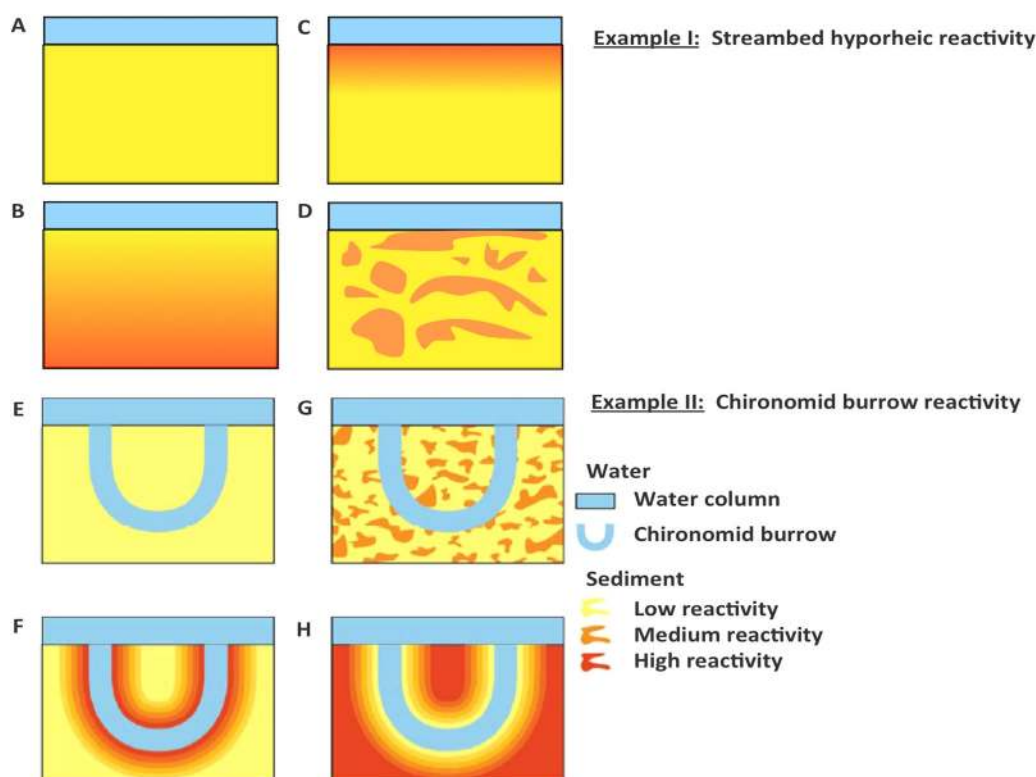 A
C
Example I: Streambed hyporheic reactivity
B
D
E
G
Example II: Chironomid burrow reactivity
Water
Water column
Chironomid burrow
Sediment
Low reactivity
Medium reactivity
High reactivity
F
H